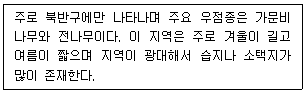 주로 북반구에만 나타나며 주요 우점종은 가문비
나무와 전나무이다. 이 지역은 주로 겨울이 길고
여름이 짧으며 지역이 광대해서 습지나 소택지가
많이 존재한다.